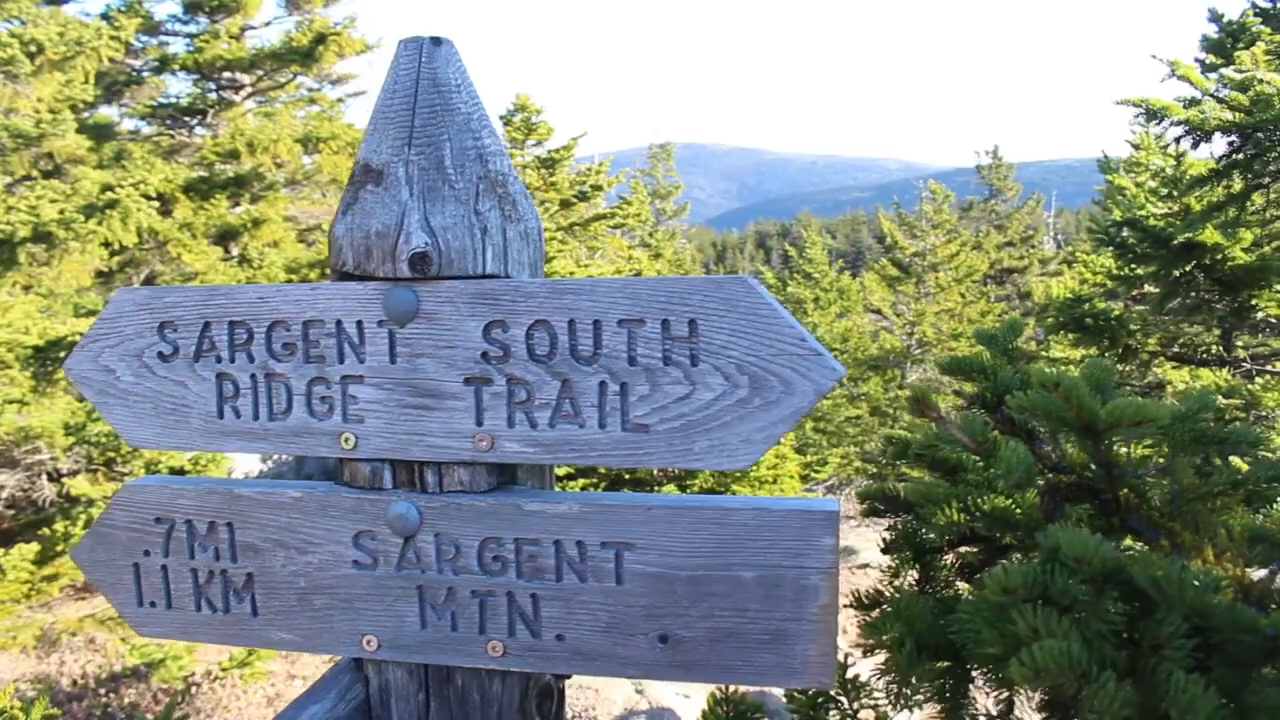 SARGENT SOUTH
RIDGE TRAIL
.7MI
1.1 KM
SARGENT
MTN.